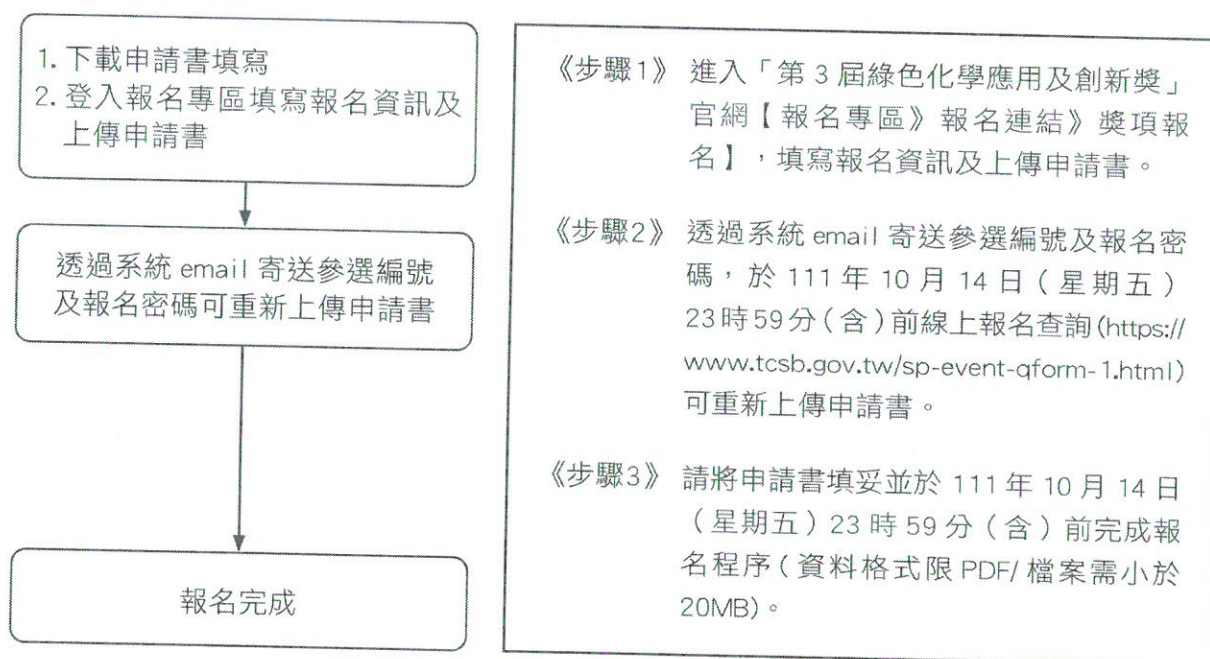 1. 下載申請書填寫
2. 登入報名專區填寫報名資訊及
上傳申請書
透過系統 email 寄送參選編號
及報名密碼可重新上傳申請書
報名完成
《步驟1》 進入「第 3 屆綠色化學應用及創新獎」
官網【報名專區》報名連結》獎項報
名】，填寫報名資訊及上傳申請書。
《步驟2》 透過系統 email 寄送參選編號及報名密
碼，於 111 年 10 月 14 日（星期五）
23時59分（含）前線上報名查詢(https://
www.tcsb.gov.tw/sp-event-qform-1.html)
可重新上傳申請書。
《步驟3》 請將申請書填妥並於 111 年 10 月 14 日
（星期五）23 時 59 分（含）前完成報
名程序（資料格式限 PDF/ 檔案需小於
20MB）。